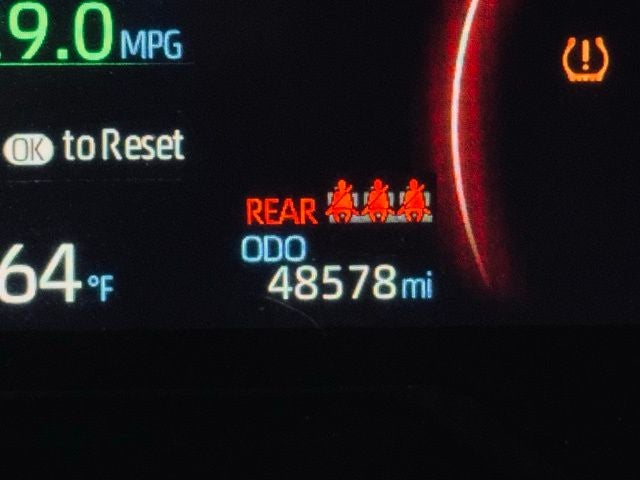 9.0 MPG
OK to Reset
REAR
ODO
64 °F
48578 mi